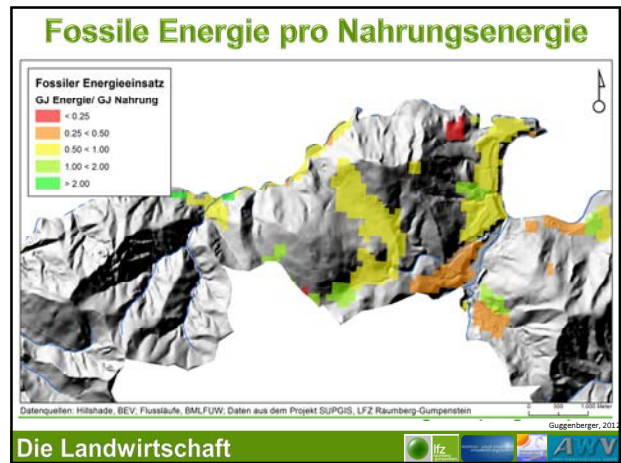 Fossile Energie pro Nahrungsenergie
Fossiler Energieeinsatz
GJ Energie/ GJ Nahrung
< 0.25
0.25 < 0.50
0.50 < 1.00
1.00 < 2.00
> 2.00
0 500 1.000 Meter
Datenquellen: Hillshade, BEV; Flussläufe, BMLFUW; Daten aus dem Projekt SUPGIS, LFZ Raumberg-Gumpenstein
Guggenberger, 2012
Die Landwirtschaft
lfz
AWV